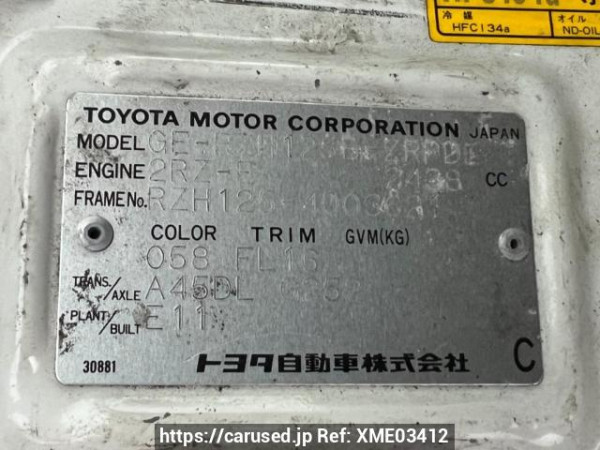 冷媒 オイル
HFC134a ND-OIL
TOYOTA MOTOR CORPORATION JAPAN
MODEL
ENGINE 2438 CC
FRAME No.
COLOR TRIM GVM(KG)
058 FL16
TRANS./AXLE A45DL
PLANT/BUILT E11
30881 トヨタ自動車株式会社 C
https://carused.jp Ref: XME03412